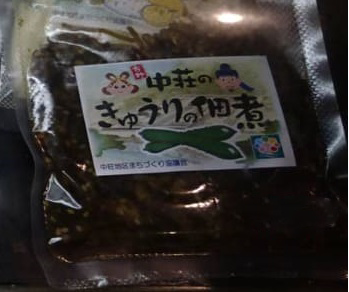 中荘の
きゅうりの佃煮
中荘地区まちづくり協議会